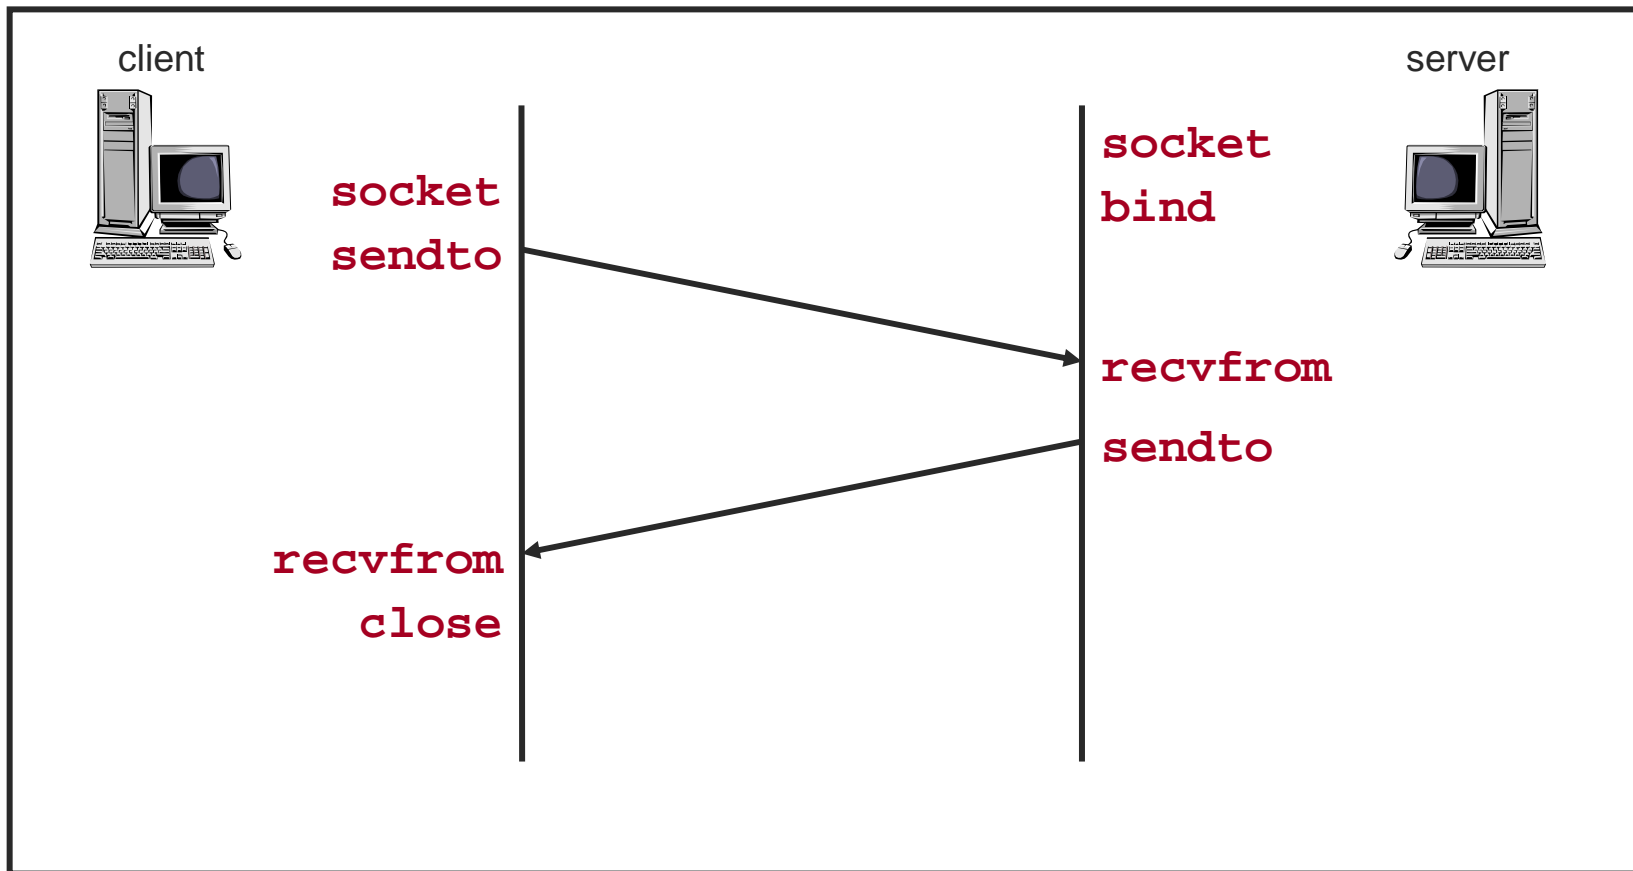 client
server
socket
bind
socket
sendto
recvfrom
sendto
recvfrom
close